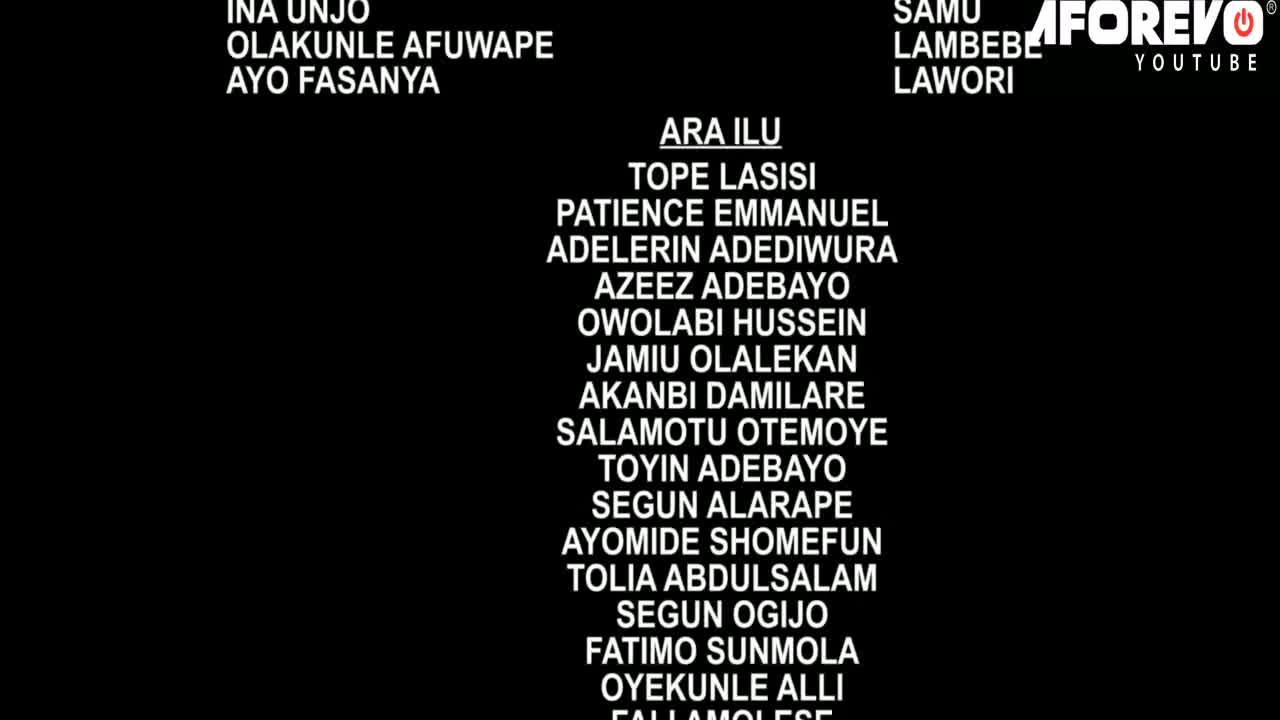 INA UNJO SAMU
OLAKUNLE AFUWAPE LAMBEBE
AYO FASANYA LAWORI
AFOREVO®
YOUTUBE
ARA ILU
TOPE LASISI
PATIENCE EMMANUEL
ADELERIN ADEDIWURA
AZEEZ ADEBAYO
OWOLABI HUSSEIN
JAMIU OLALEKAN
AKANBI DAMILARE
SALAMOTU OTEMOYE
TOYIN ADEBAYO
SEGUN ALARAPE
AYOMIDE SHOMEFUN
TOLIA ABDULSALAM
SEGUN OGIJO
FATIMO SUNMOLA
OYEKUNLE ALLI